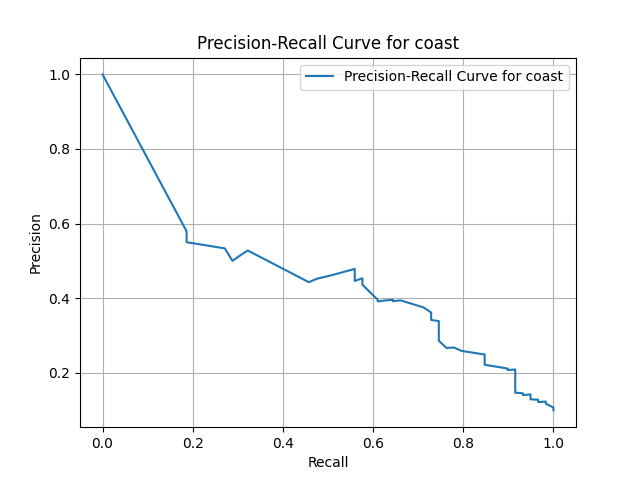 Precision-Recall Curve for coast
Precision-Recall Curve for coast
1.0
0.8
0.6
0.4
0.2
Precision
0.0 0.2 0.4 0.6 0.8 1.0
Recall